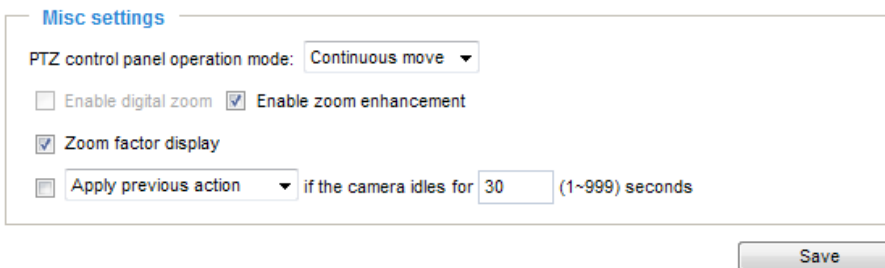 Misc settings
PTZ control panel operation mode: Continuous move
Enable digital zoom Enable zoom enhancement
Zoom factor display
Apply previous action if the camera idles for 30 (1~999) seconds
Save